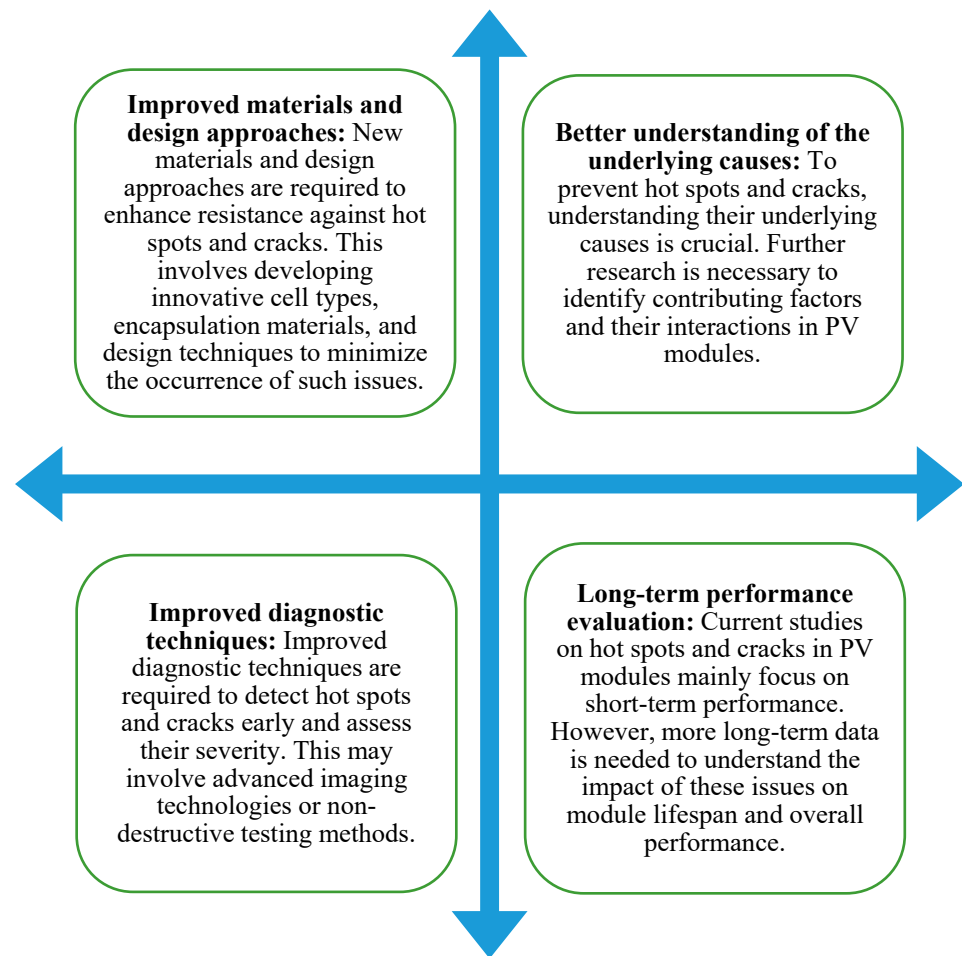 Improved materials and
design approaches: New
materials and design
approaches are required to
enhance resistance against hot
spots and cracks. This
involves developing
innovative cell types,
encapsulation materials, and
design techniques to minimize
the occurrence of such issues.
Better understanding of the
underlying causes: To
prevent hot spots and cracks,
understanding their underlying
causes is crucial. Further
research is necessary to
identify contributing factors
and their interactions in PV
modules.
Improved diagnostic
techniques: Improved
diagnostic techniques are
required to detect hot spots
and cracks early and assess
their severity. This may
involve advanced imaging
technologies or non-
destructive testing methods.
Long-term performance
evaluation: Current studies
on hot spots and cracks in PV
modules mainly focus on
short-term performance.
However, more long-term data
is needed to understand the
impact of these issues on
module lifespan and overall
performance.